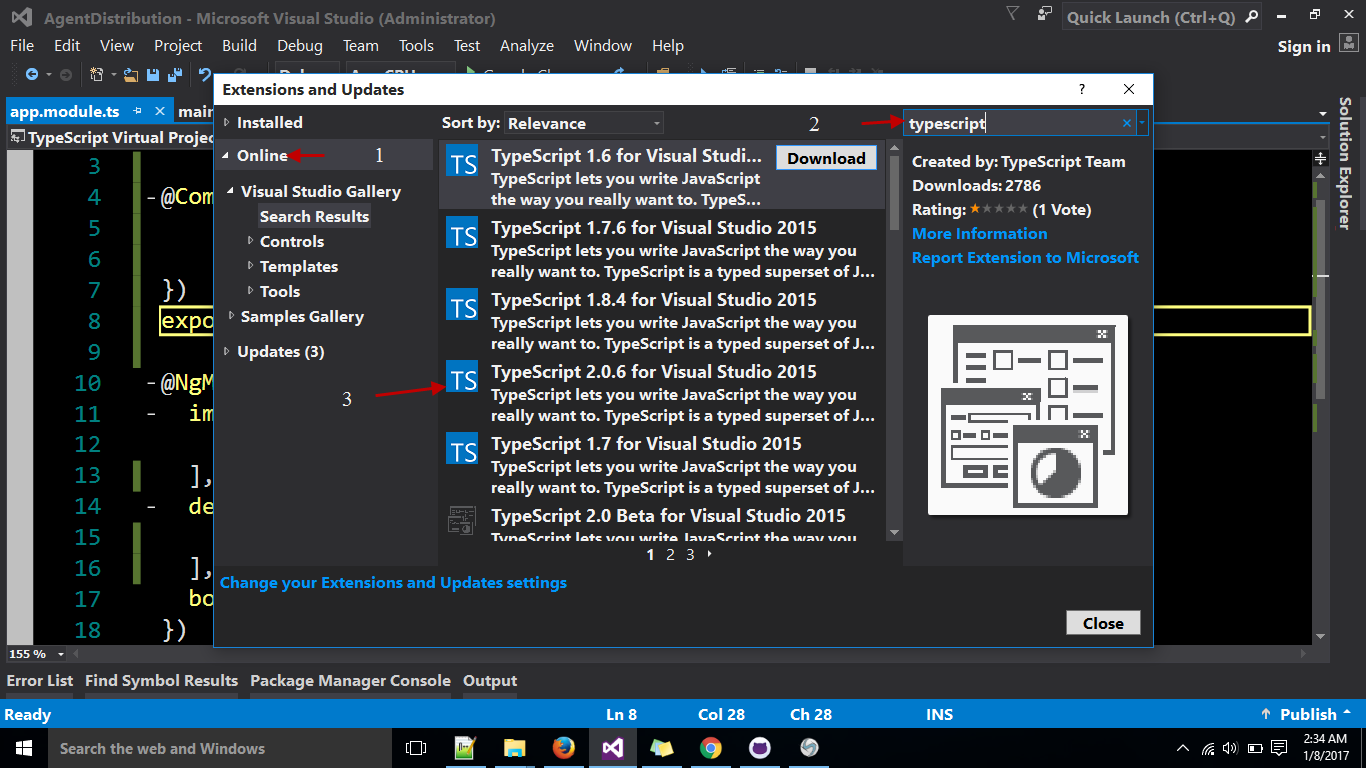 AgentDistribution - Microsoft Visual Studio (Administrator)
Quick Launch (Ctrl+Q)
File Edit View Project Build Debug Team Tools Test Analyze Window Help
Sign in
app.module.ts
main
TypeScript Virtual Projec
Extensions and Updates
?
Installed
Online
1
Visual Studio Gallery
Search Results
Controls
Templates
Tools
Samples Gallery
Updates (3)
3
Sort by: Relevance
2
typescript
TS
TypeScript 1.6 for Visual Studi...
Download
TypeScript lets you write JavaScript
the way you really want to. TypeS...
TS
TypeScript 1.7.6 for Visual Studio 2015
TypeScript lets you write JavaScript the way you
really want to. TypeScript is a typed superset of J...
TS
TypeScript 1.8.4 for Visual Studio 2015
TypeScript lets you write JavaScript the way you
really want to. TypeScript is a typed superset of J...
TS
TypeScript 2.0.6 for Visual Studio 2015
TypeScript lets you write JavaScript the way you
really want to. TypeScript is a typed superset of J...
TS
TypeScript 1.7 for Visual Studio 2015
TypeScript lets you write JavaScript the way you
really want to. TypeScript is a typed superset of J...
TypeScript 2.0 Beta for Visual Studio 2015
TypeScript lets you write JavaScript the way you
1 2 3
Created by: TypeScript Team
Downloads: 2786
Rating: (1 Vote)
More Information
Report Extension to Microsoft
Change your Extensions and Updates settings
Close
Solution Explorer
3
4 @Com
5
6
7 })
8 expo
9
10 @NgM
11 im
12
13 ],
14 de
15
16 ],
17 bo
18 })
155 %
Error List Find Symbol Results Package Manager Console Output
Ready Ln 8 Col 28 Ch 28 INS Publish
Search the web and Windows
2:34 AM
1/8/2017